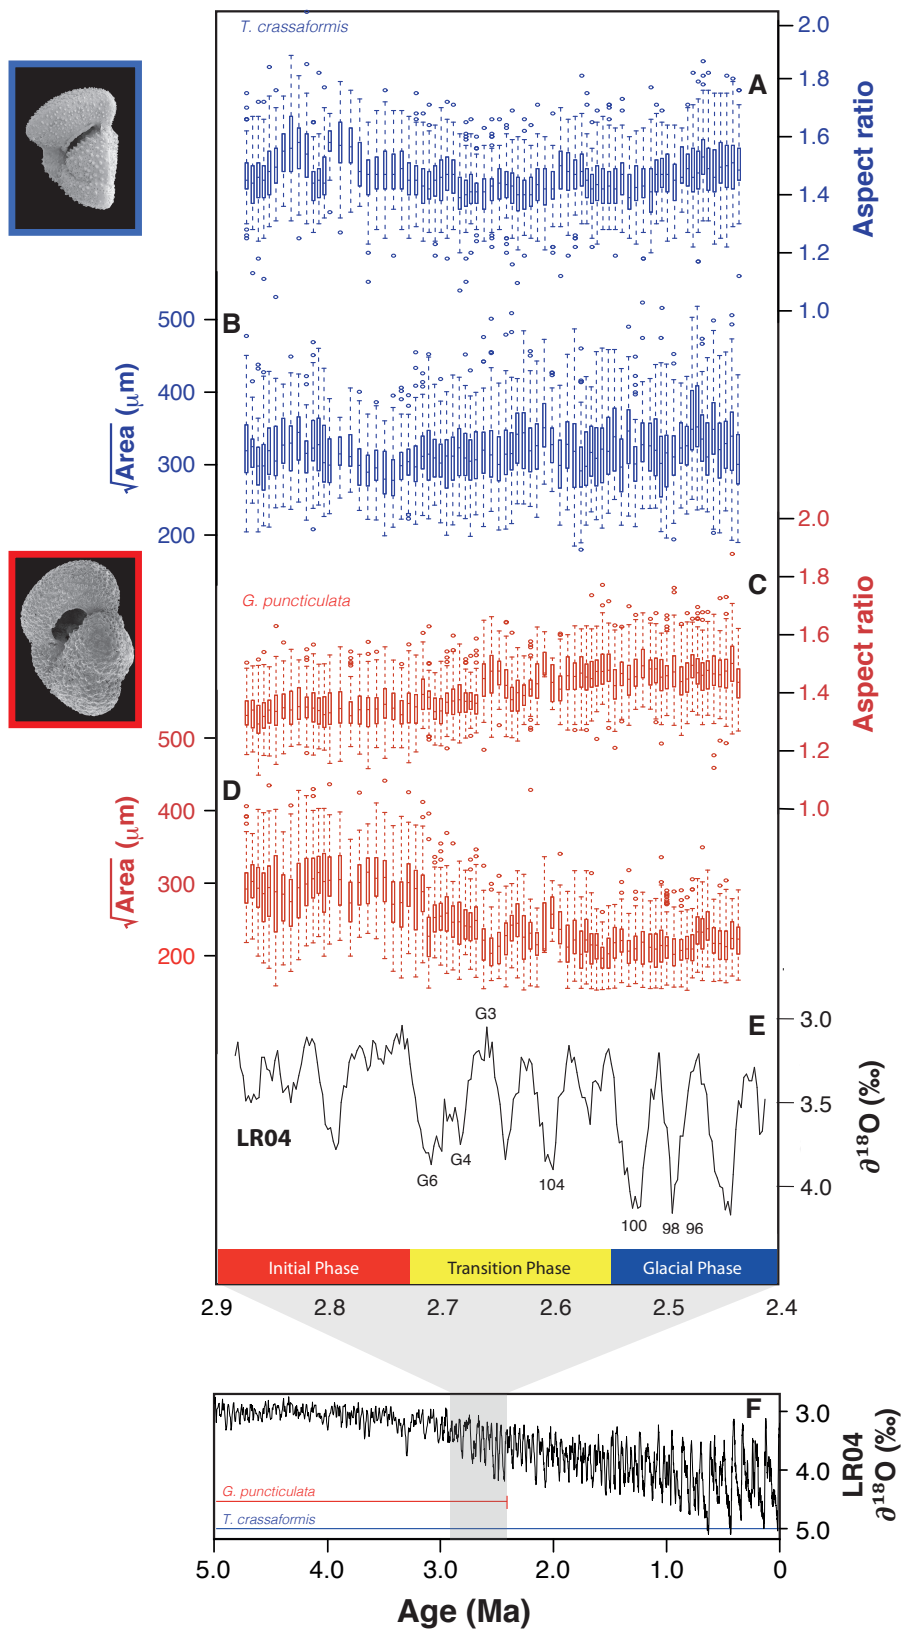 T. crassaformis
2.0
A
1.8
1.6
1.4
1.2
1.0
Aspect ratio
B
500
400
300
200
√Area (μm)
2.0
G. puncticulata
C
1.8
1.6
1.4
1.2
1.0
Aspect ratio
500
D
400
300
200
√Area (μm)
G3
E
3.0
3.5
4.0
∂18O (‰)
LR04
G6
G4
104
100
98
96
Initial Phase
Transition Phase
Glacial Phase
2.9
2.8
2.7
2.6
2.5
2.4
F
3.0
4.0
5.0
LR04
∂18O (‰)
G. puncticulata
T. crassaformis
5.0
4.0
3.0
2.0
1.0
0
Age (Ma)